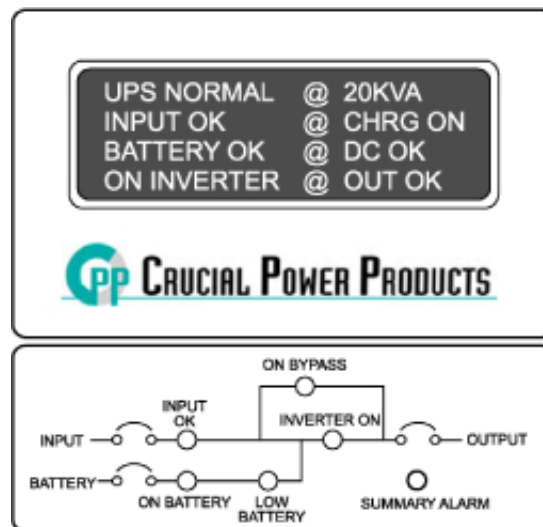 UPS NORMAL @ 20KVA
INPUT OK @ CHRG ON
BATTERY OK @ DC OK
ON INVERTER @ OUT OK
Cpp CRUCIAL POWER PRODUCTS
ON BYPASS
INPUT
OK
INVERTER ON
INPUT
OUTPUT
BATTERY
ON BATTERY
LOW
BATTERY
SUMMARY ALARM